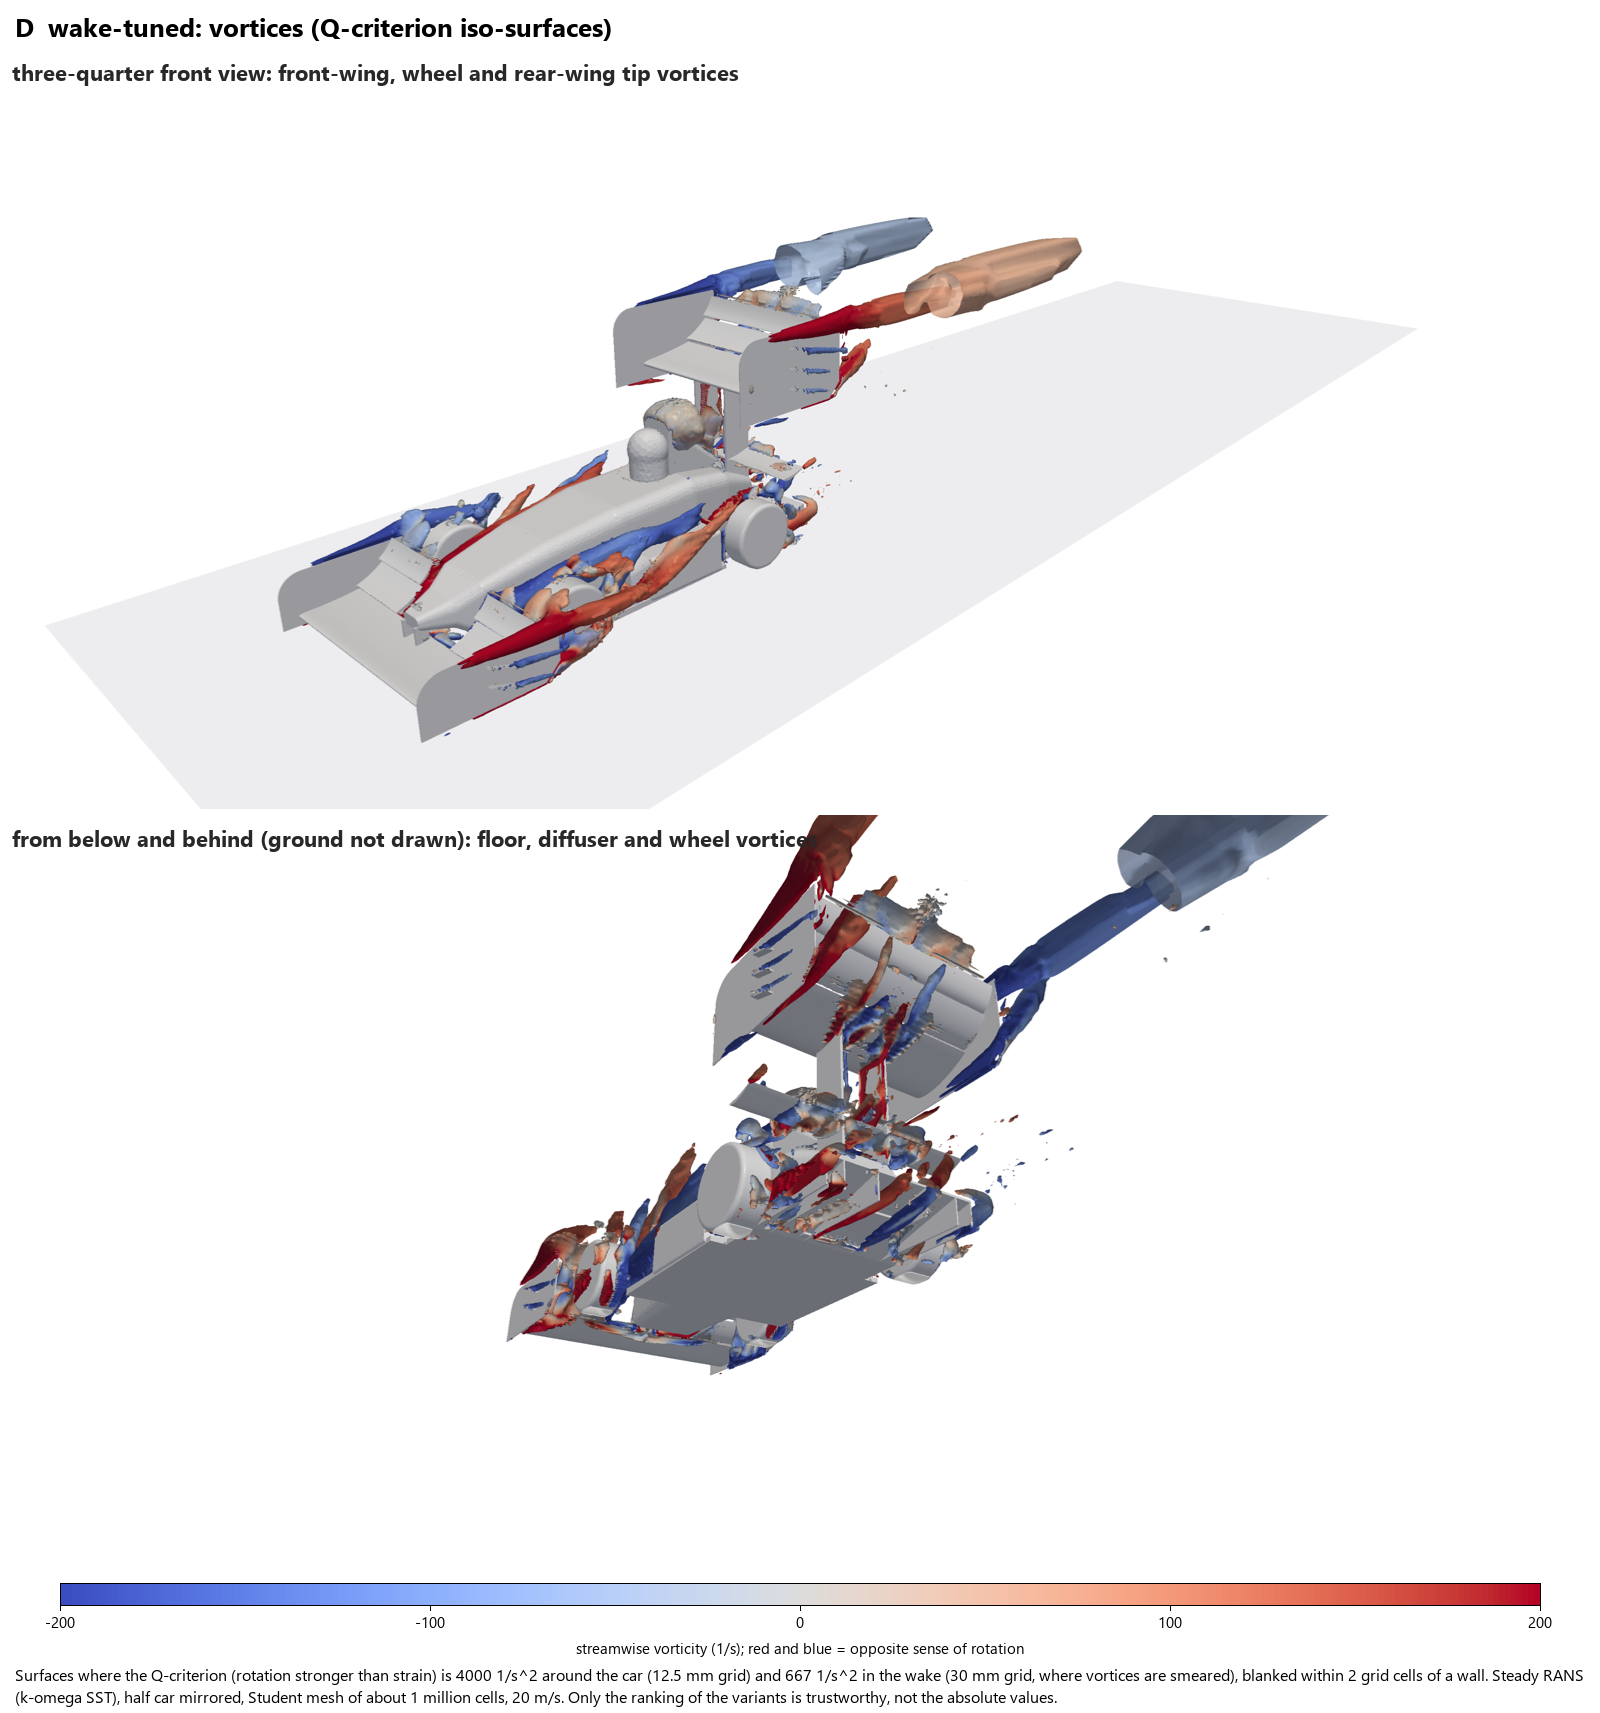 D  wake-tuned: vortices (Q-criterion iso-surfaces)
three-quarter front view: front-wing, wheel and rear-wing tip vortices
from below and behind (ground not drawn): floor, diffuser and wheel vortices
-200
-100
0
100
200
streamwise vorticity (1/s); red and blue = opposite sense of rotation
Surfaces where the Q-criterion (rotation stronger than strain) is 4000 1/s^2 around the car (12.5 mm grid) and 667 1/s^2 in the wake (30 mm grid, where vortices are smeared), blanked within 2 grid cells of a wall. Steady RANS
(k-omega SST), half car mirrored, Student mesh of about 1 million cells, 20 m/s. Only the ranking of the variants is trustworthy, not the absolute values.